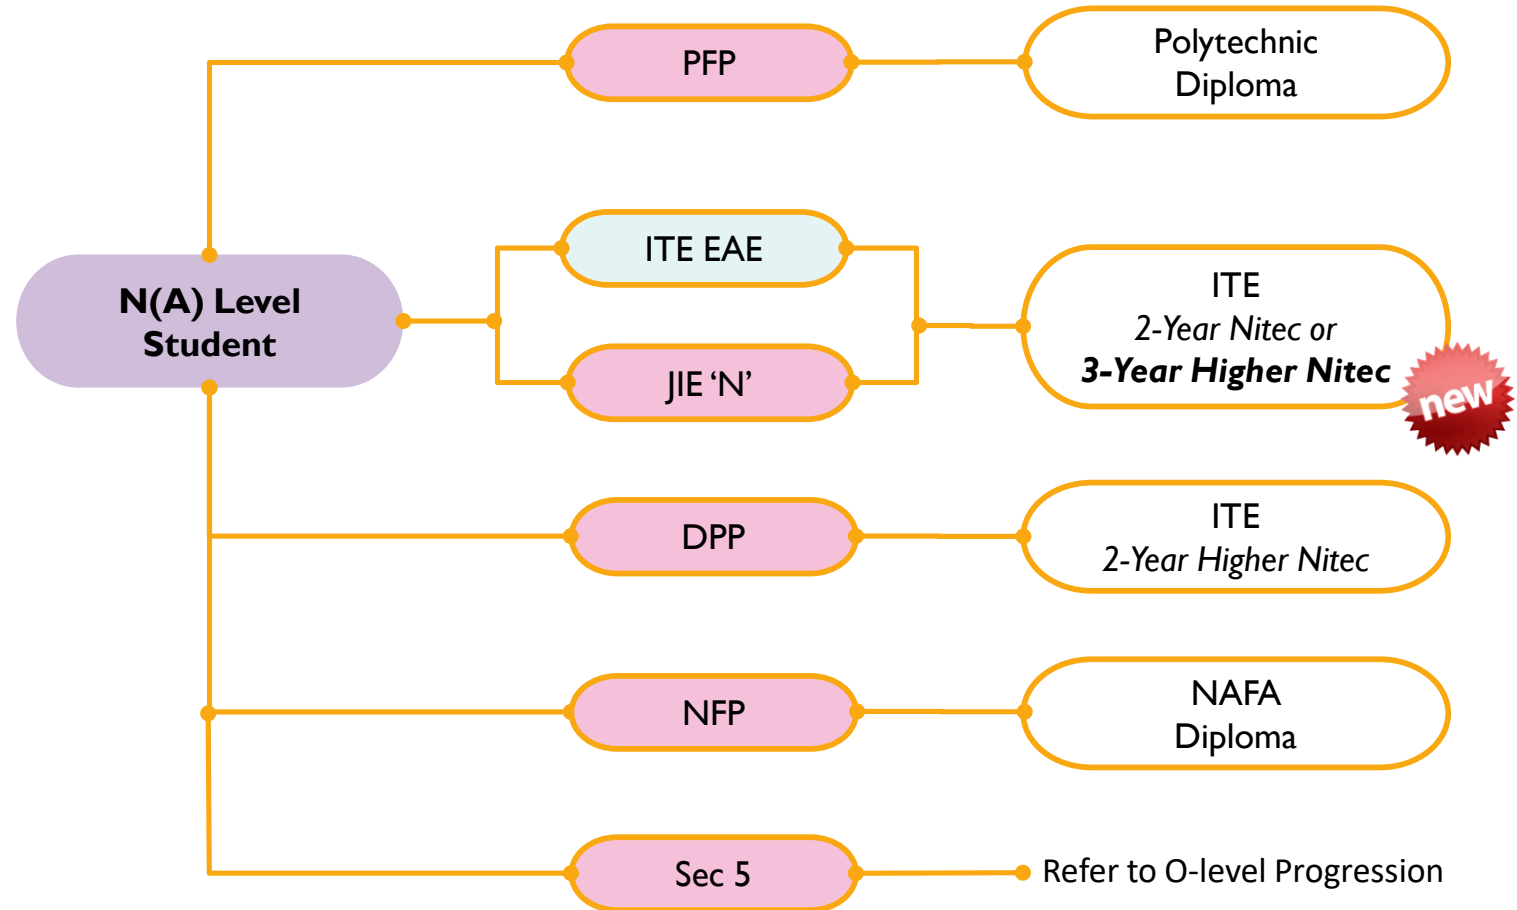 PFP
Polytechnic
Diploma
N(A) Level
Student
ITE EAE
JIE ‘N’
ITE
2-Year Nitec or
3-Year Higher Nitec
new
DPP
ITE
2-Year Higher Nitec
NFP
NAFA
Diploma
Sec 5
Refer to O-level Progression